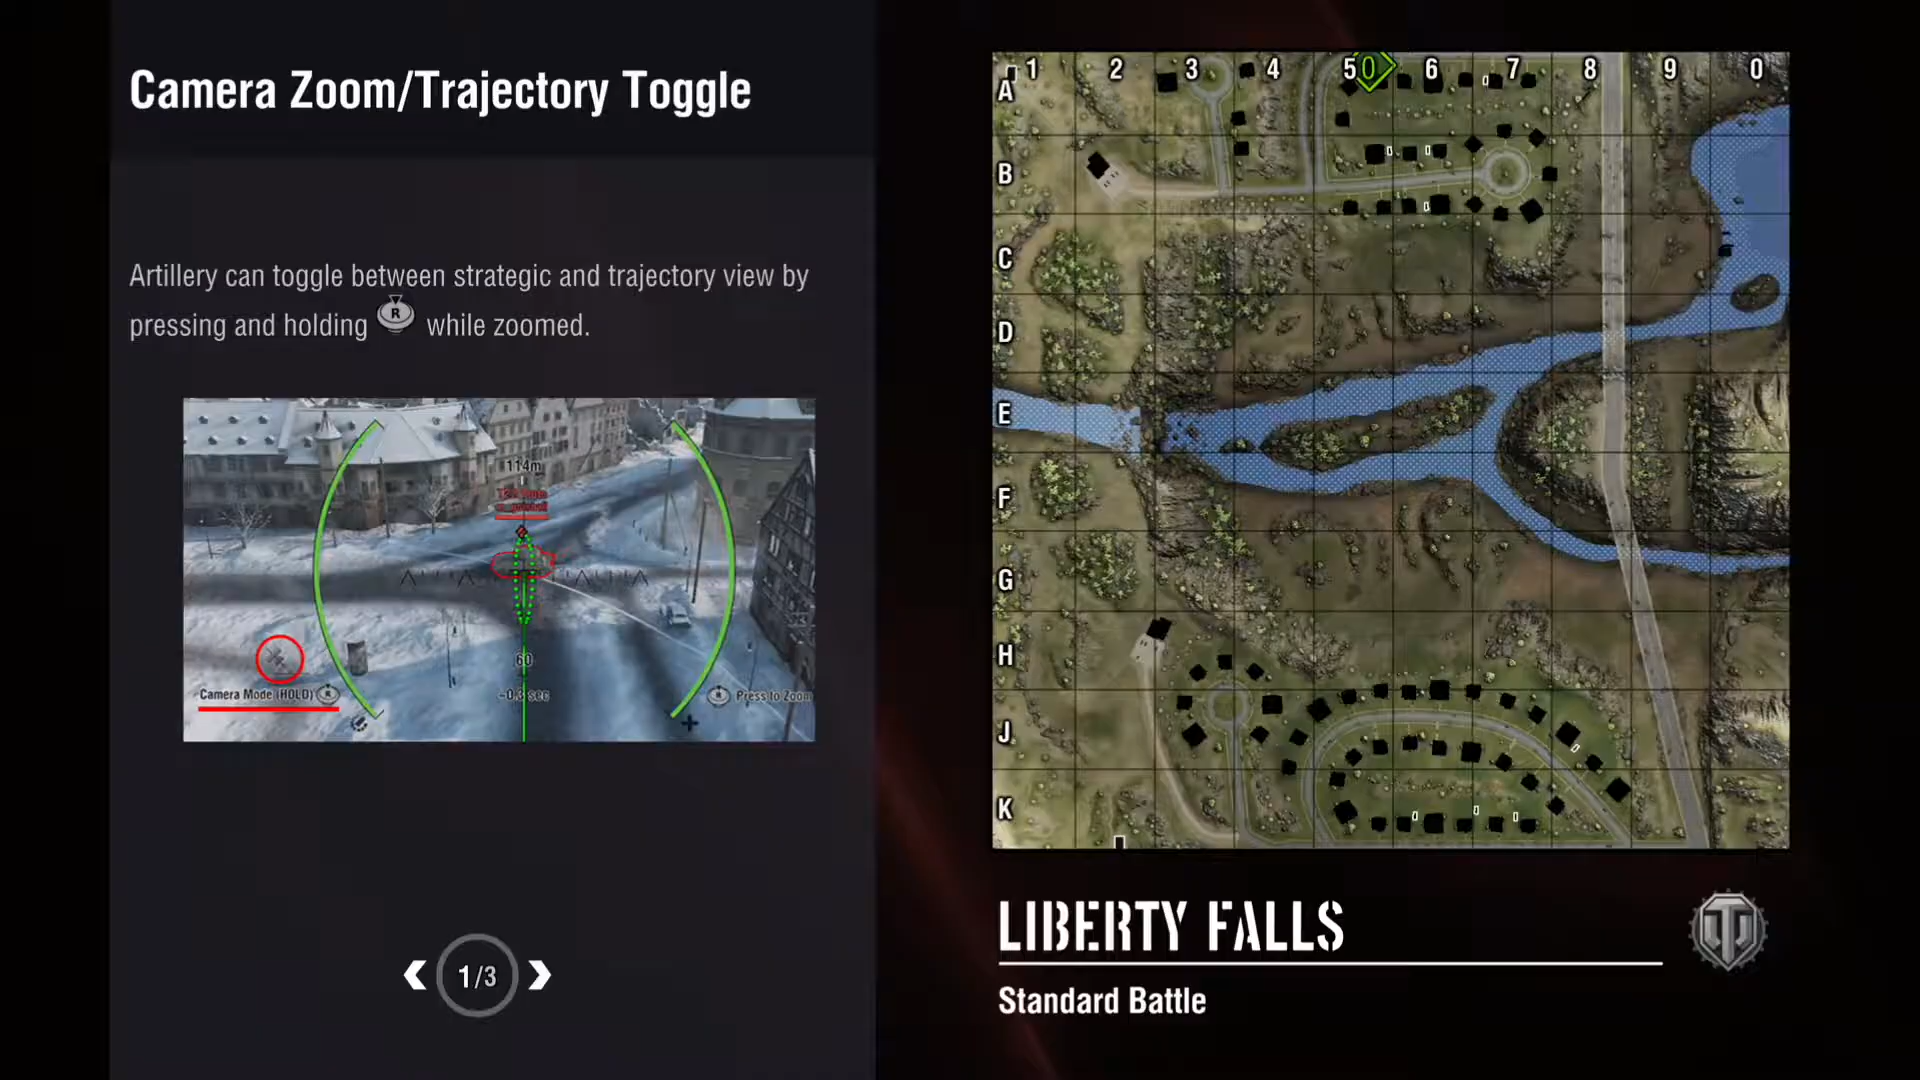 Camera Zoom/Trajectory Toggle
Artillery can toggle between strategic and trajectory view by
pressing and holding R while zoomed.
114m
60
~0.3 sec
Camera Mode (HOLD) R
R Press to Zoom
1/3
1 2 3 4 5 0 6 7 8 9 0
A
B
C
D
E
F
G
H
J
K
LIBERTY FALLS
Standard Battle